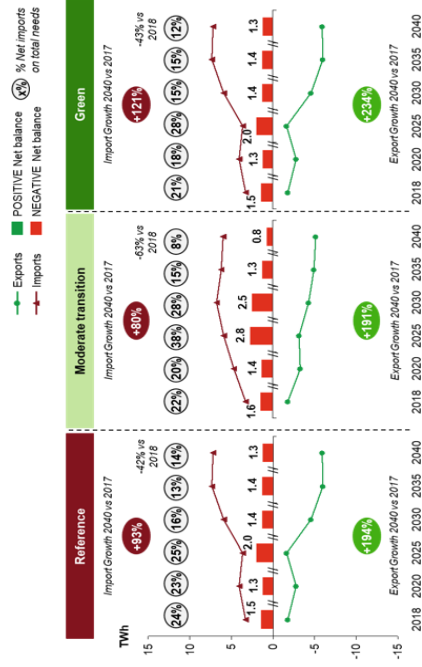 Exports
Imports
POSITIVE Net balance
NEGATIVE Net balance
x% % Net imports
on total needs
Reference
Moderate transition
Green
TWh
15
10
5
0
-5
-10
-15
+93%
Import Growth 2040 vs 2017
-42% vs
2018
24% 23% 25% 16% 13% 14%
1.5 1.3 2.0 1.4 1.4 1.3
Export Growth 2040 vs 2017
+194%
2018 2020 2025 2030 2035 2040
+80%
Import Growth 2040 vs 2017
-63% vs
2018
22% 20% 38% 28% 15% 8%
1.6 1.4 2.8 2.5 1.3 0.8
Export Growth 2040 vs 2017
+191%
2018 2020 2025 2030 2035 2040
+121%
Import Growth 2040 vs 2017
-43% vs
2018
21% 18% 28% 15% 15% 12%
1.5 1.3 2.0 1.4 1.4 1.3
Export Growth 2040 vs 2017
+234%
2018 2020 2025 2030 2035 2040